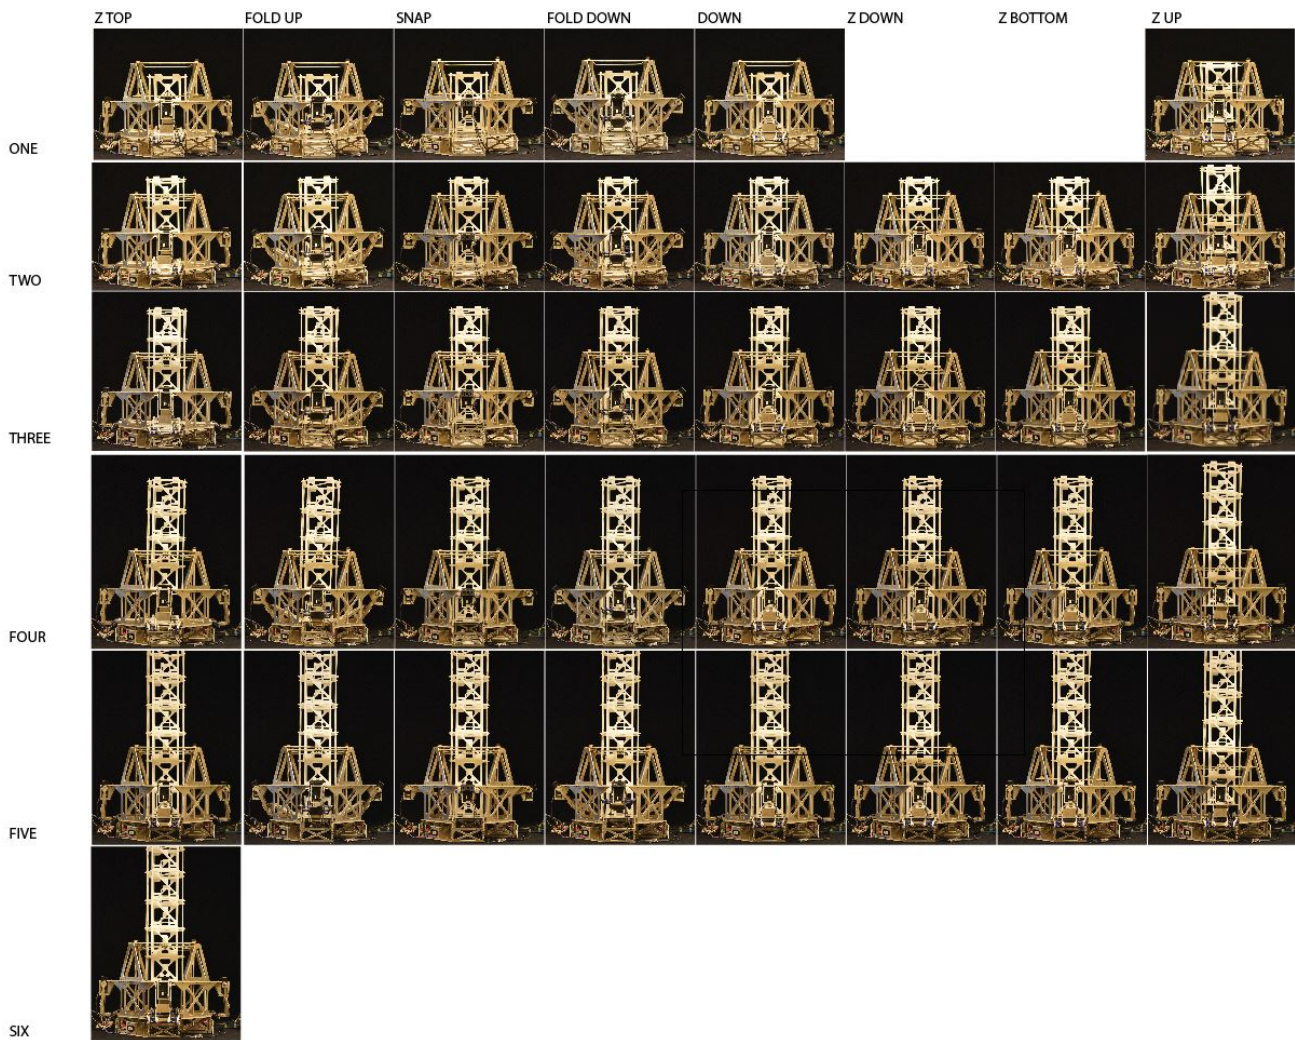 Z TOP FOLD UP SNAP FOLD DOWN DOWN Z DOWN Z BOTTOM Z UP
ONE
TWO
THREE
FOUR
FIVE
SIX